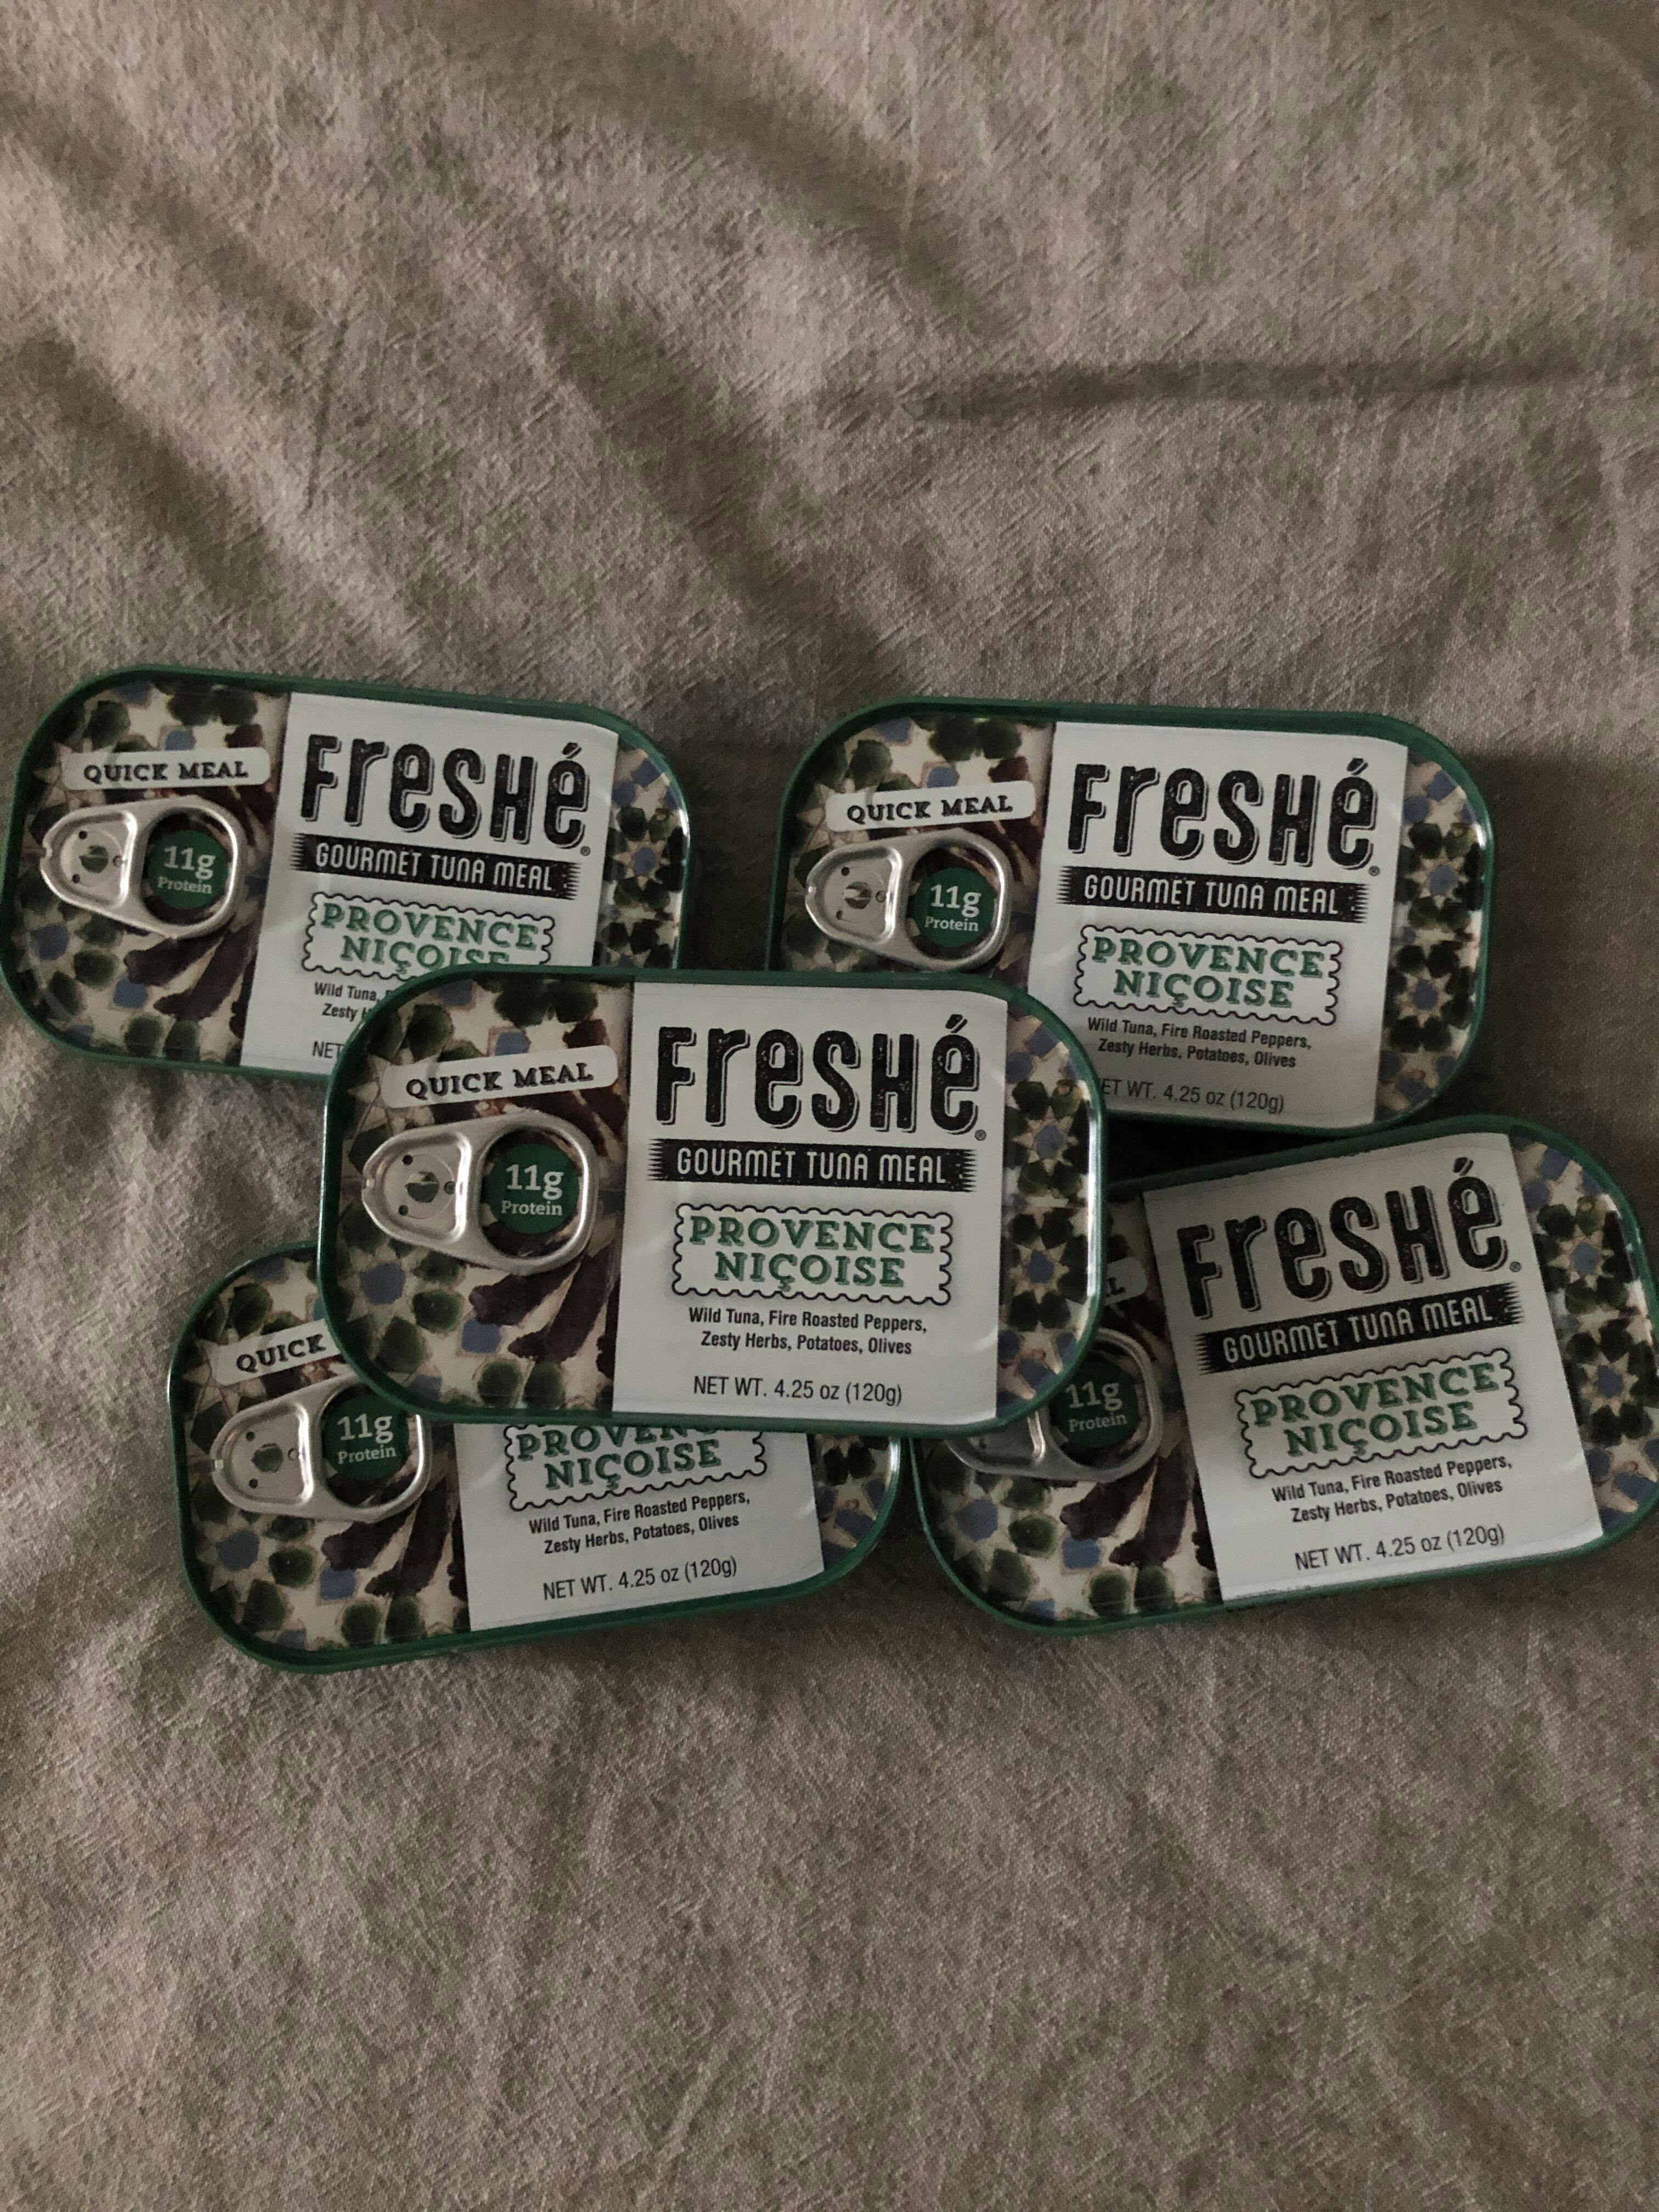 QUICK MEAL
11g
Protein
Freshé®
GOURMET TUNA MEAL
PROVENCE
NIÇOISE
Wild Tuna,
Zesty
NET
QUICK MEAL
11g
Protein
Freshé®
GOURMET TUNA MEAL
PROVENCE
NIÇOISE
Wild Tuna, Fire Roasted Peppers,
Zesty Herbs, Potatoes, Olives
ET WT. 4.25 oz (120g)
QUICK MEAL
11g
Protein
Freshé®
GOURMET TUNA MEAL
PROVENCE
NIÇOISE
Wild Tuna, Fire Roasted Peppers,
Zesty Herbs, Potatoes, Olives
NET WT. 4.25 oz (120g)
QUICK
11g
Protein
PROVEN
NIÇOISE
Wild Tuna, Fire Roasted Peppers,
Zesty Herbs, Potatoes, Olives
NET WT. 4.25 oz (120g)
11g
Protein
Freshé®
GOURMET TUNA MEAL
PROVENCE
NIÇOISE
Wild Tuna, Fire Roasted Peppers,
Zesty Herbs, Potatoes, Olives
NET WT. 4.25 oz (120g)